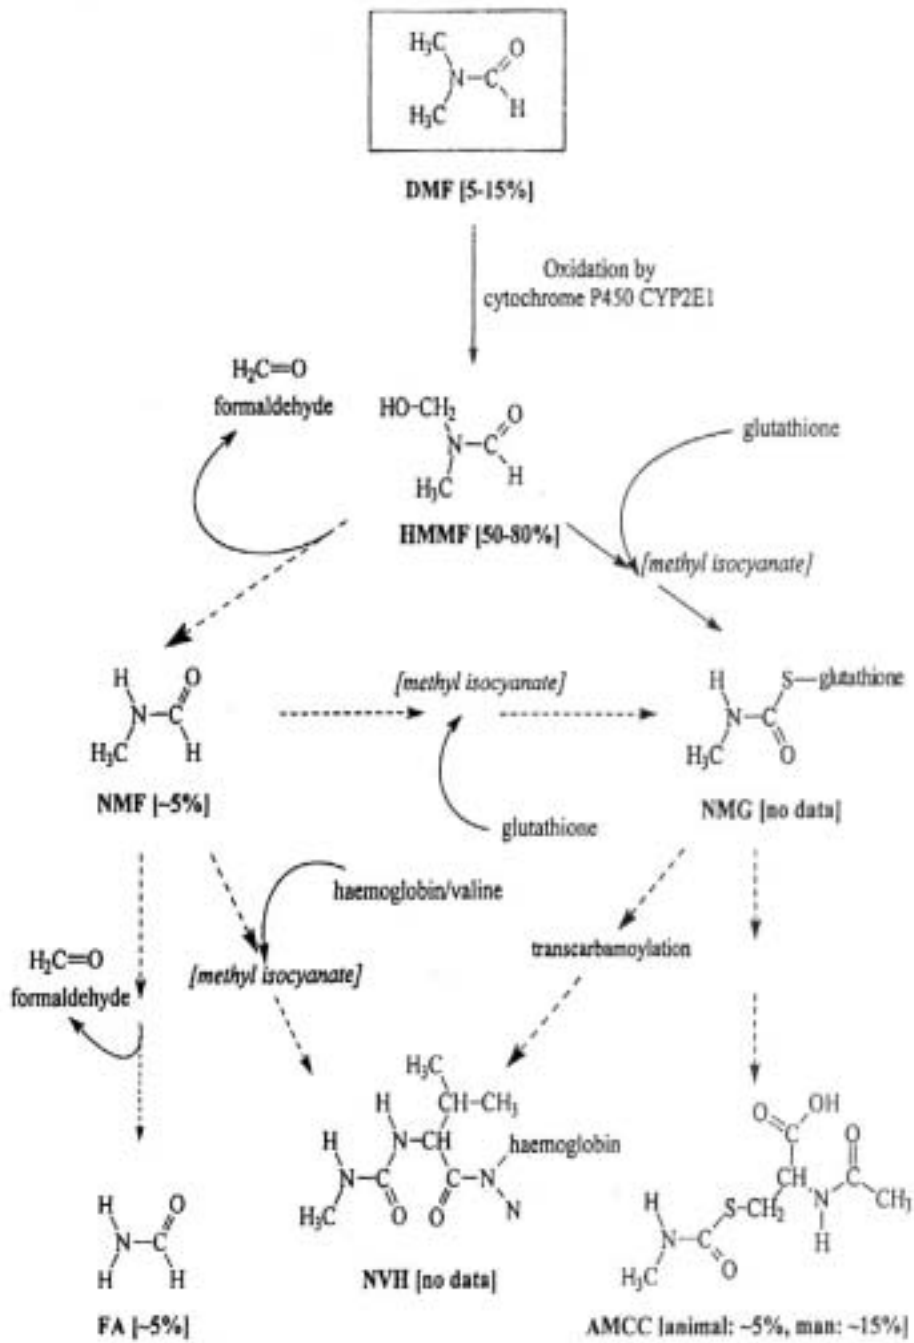 H3C
O
N–C
H3C
H
DMF [5-15%]
Oxidation by
cytochrome P450 CYP2E1
H2C=O
formaldehyde
HO-CH2
O
N–C
H3C
H
HMMF [50-80%]
glutathione
[methyl isocyanate]
H
O
N–C
H3C
H
NMF [~5%]
[methyl isocyanate]
glutathione
H
S—glutathione
N–C
H3C
O
NMG [no data]
haemoglobin/valine
H2C=O
formaldehyde
[methyl isocyanate]
transcarbamoylation
H
O
N–C
H
H
FA [~5%]
H3C
CH–CH3
H
N–CH
haemoglobin
H
N–C
C–N
H3C
O
O
N
NVH [no data]
O
OH
C
O
CH
C
S–CH2
N
CH3
H
H
N–C
H3C
O
AMCC [animal: ~5%, man: ~15%]